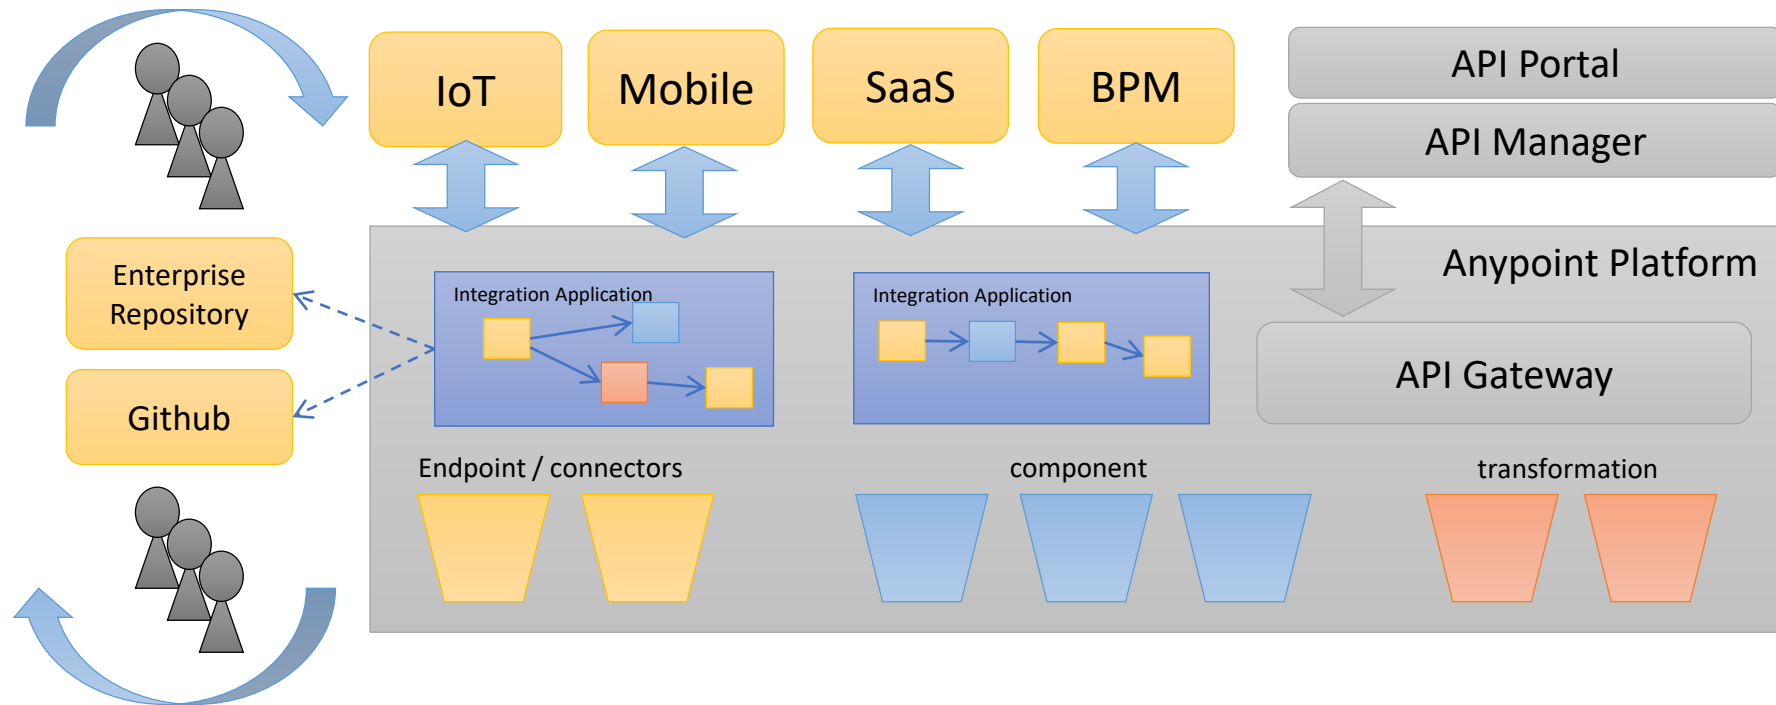 IoT
Mobile
SaaS
BPM
API Portal
API Manager
Anypoint Platform
Enterprise
Repository
Github
Integration Application
Integration Application
API Gateway
Endpoint / connectors
component
transformation